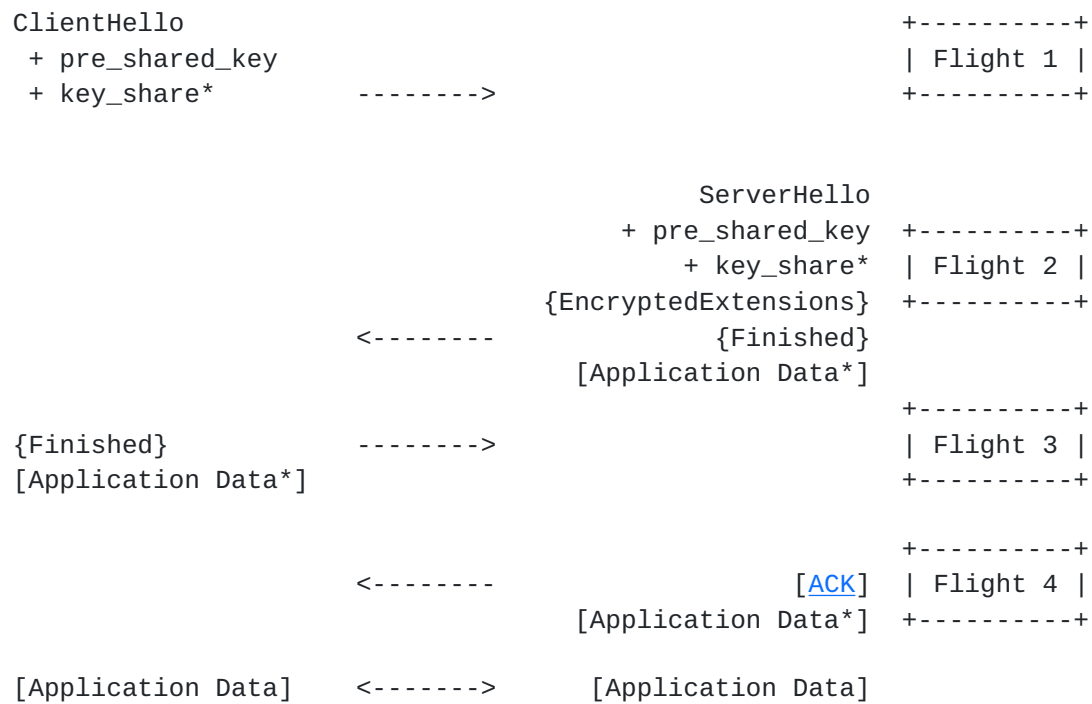 ClientHello                                              +----------+
 + pre_shared_key                                        | Flight 1 |
 + key_share*         -------->                          +----------+
                                            ServerHello
                                       + pre_shared_key  +----------+
                                           + key_share*  | Flight 2 |
                                  {EncryptedExtensions}  +----------+
                      <--------              {Finished}
                                    [Application Data*]
                                                         +----------+
{Finished}            -------->                          | Flight 3 |
[Application Data*]                                      +----------+
                                                         +----------+
                      <--------                   [ACK]  | Flight 4 |
                                    [Application Data*]  +----------+
[Application Data]    <------->      [Application Data]